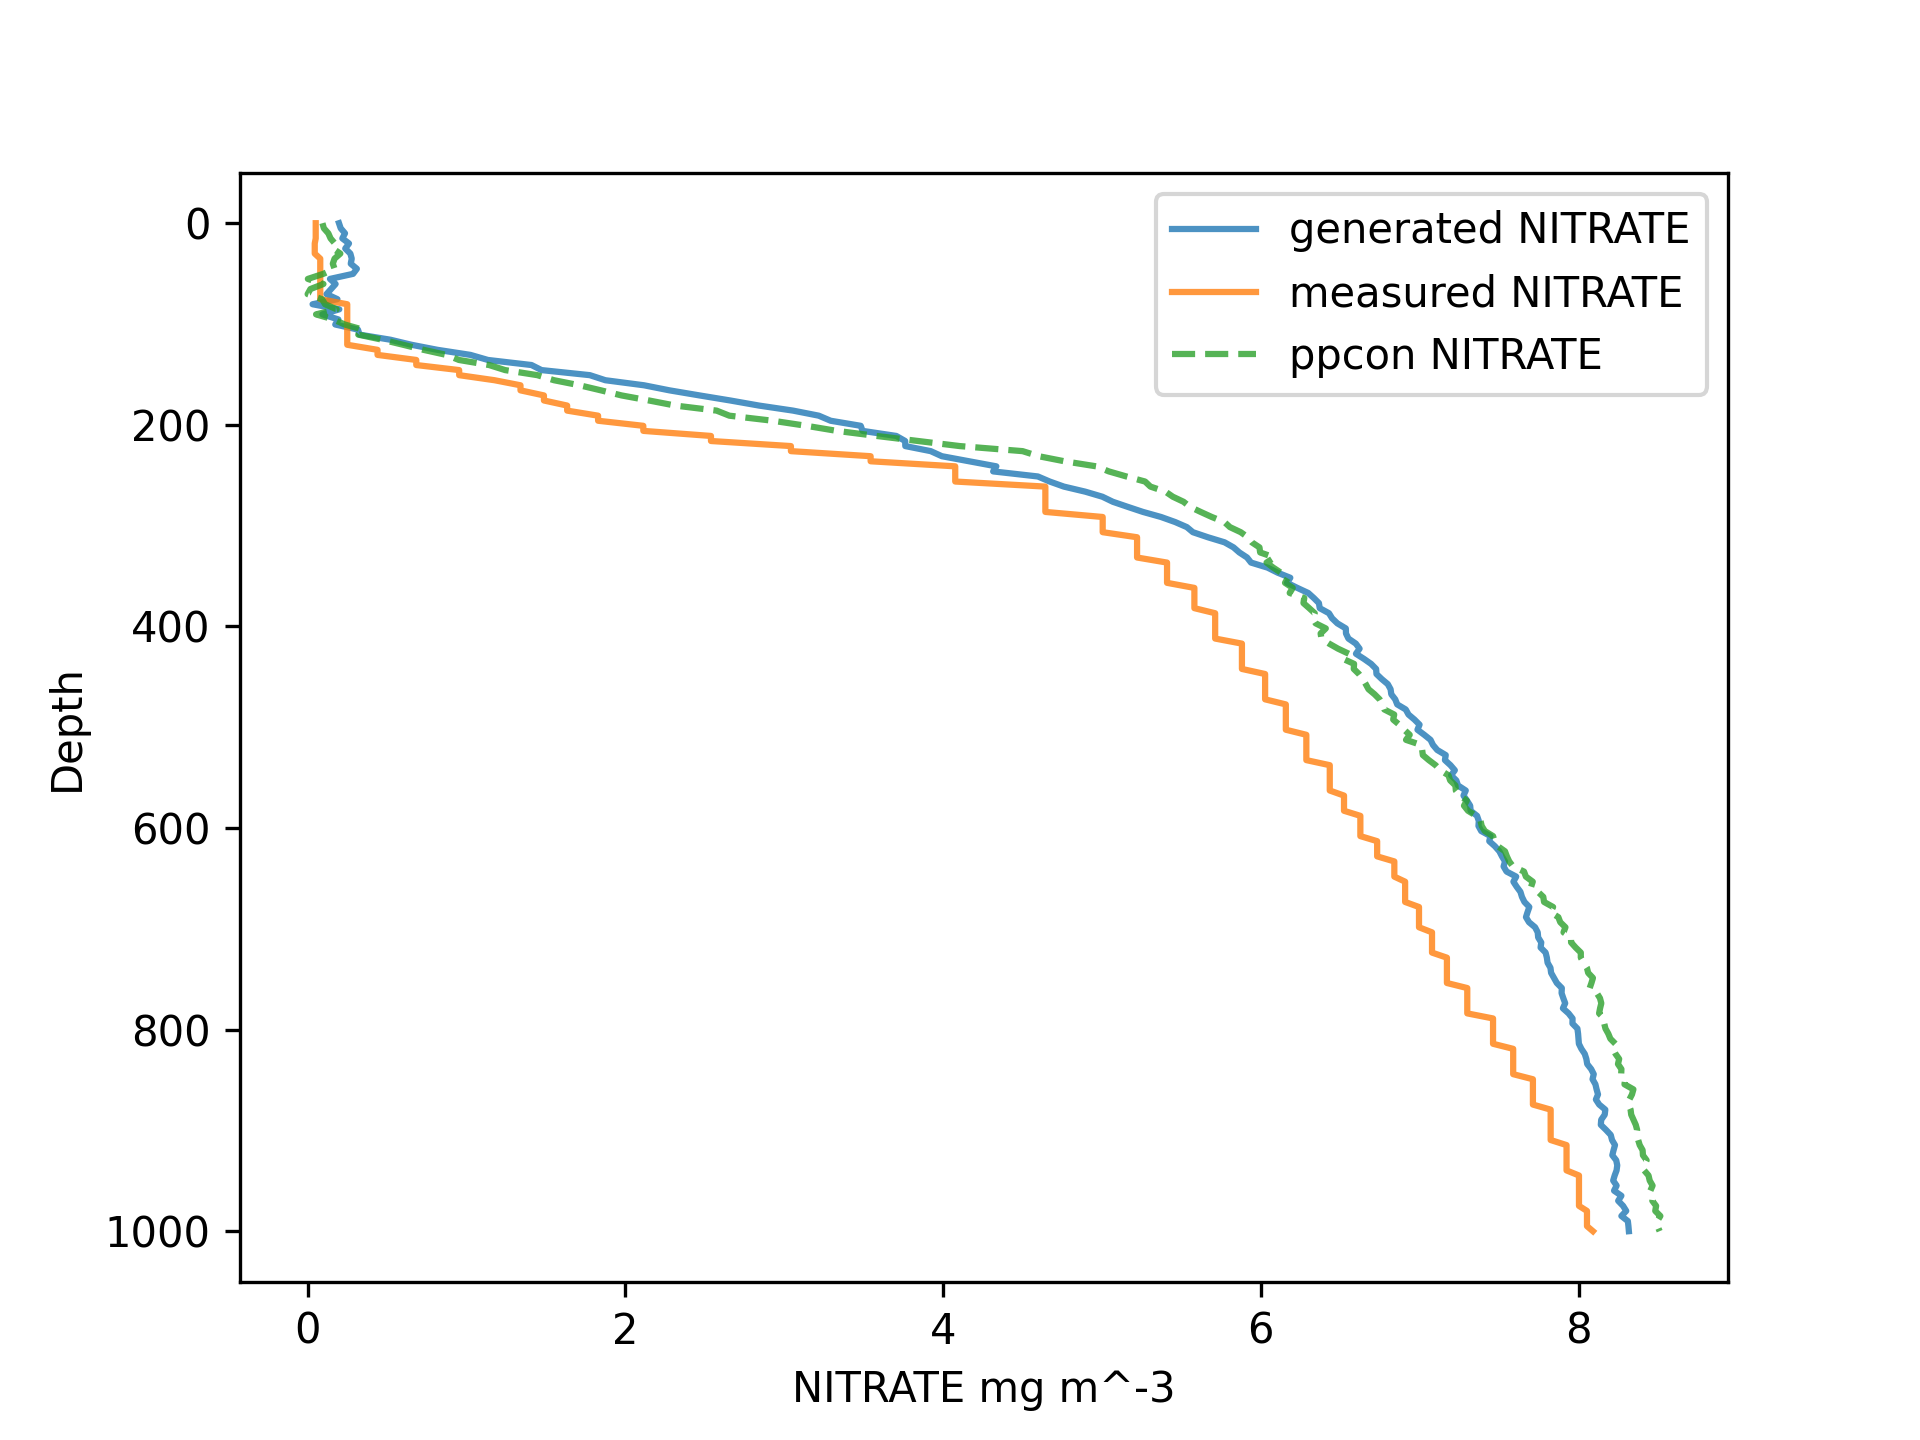 generated NITRATE
measured NITRATE
ppcon NITRATE
0
200
400
600
800
1000
Depth
0 2 4 6 8
NITRATE mg m^-3